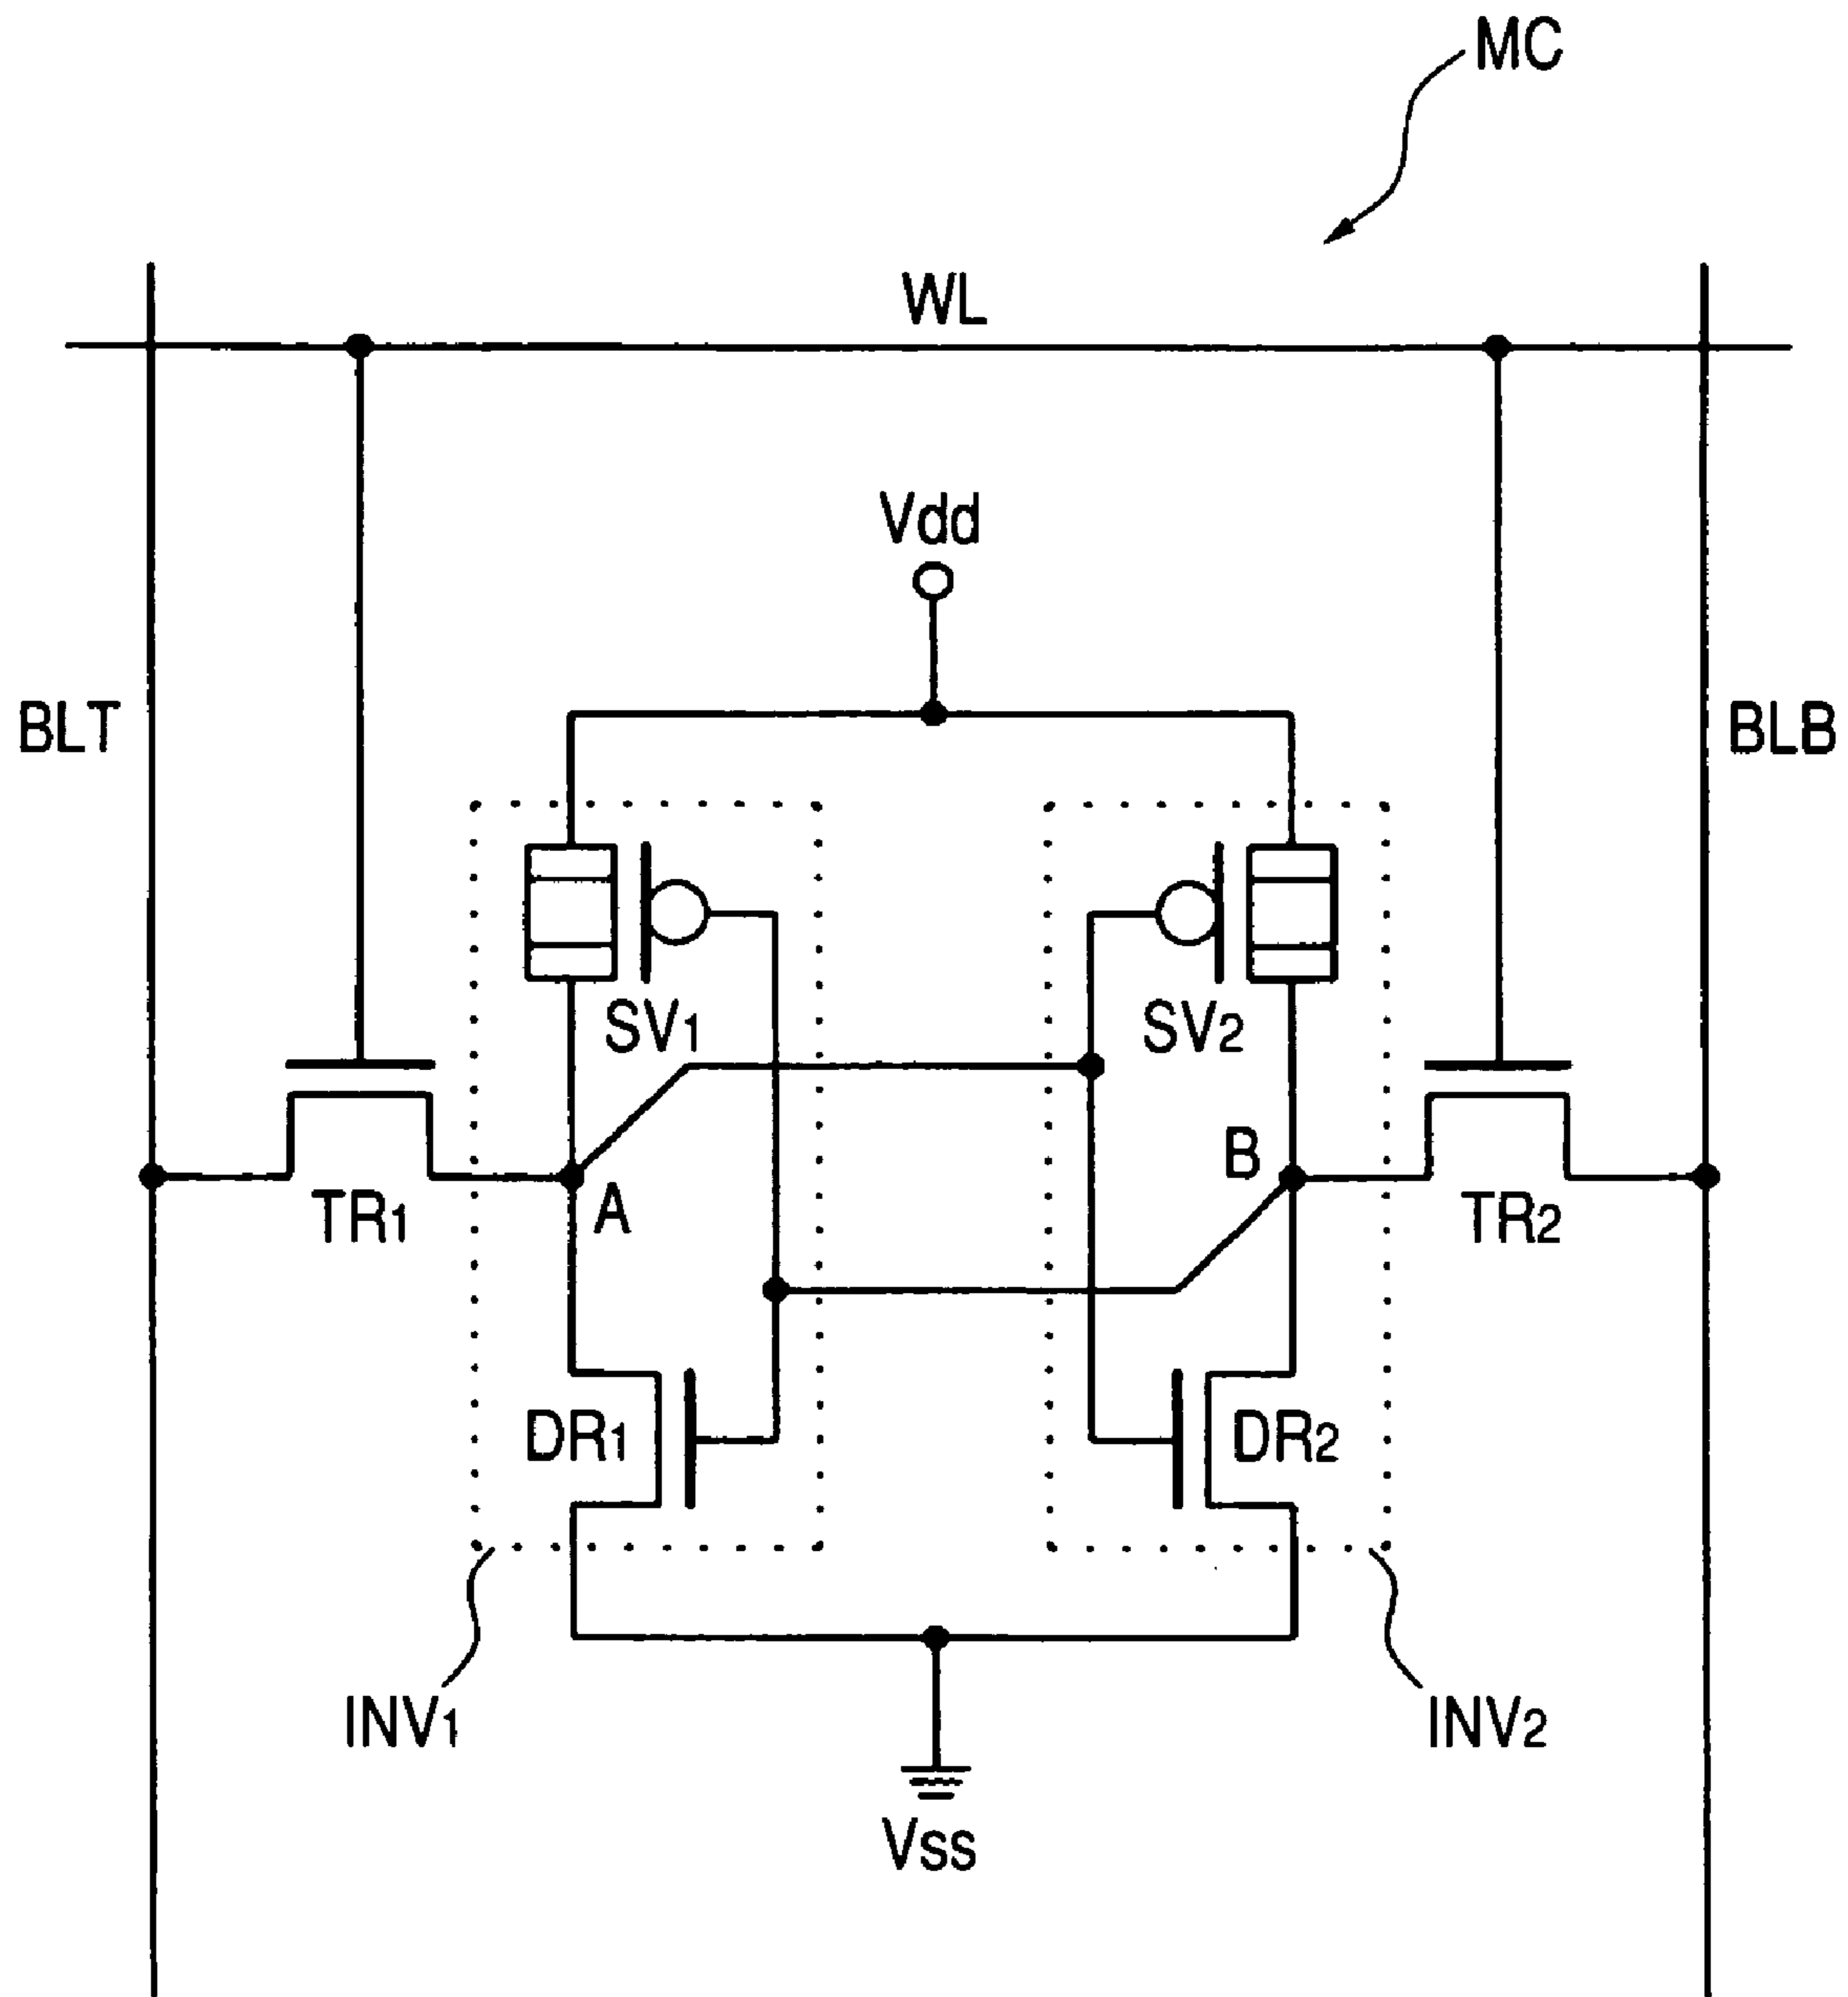 MC
WL
Vdd
BLT
BLB
SV1
SV2
B
TR1
A
TR2
DR1
DR2
INV1
INV2
Vss